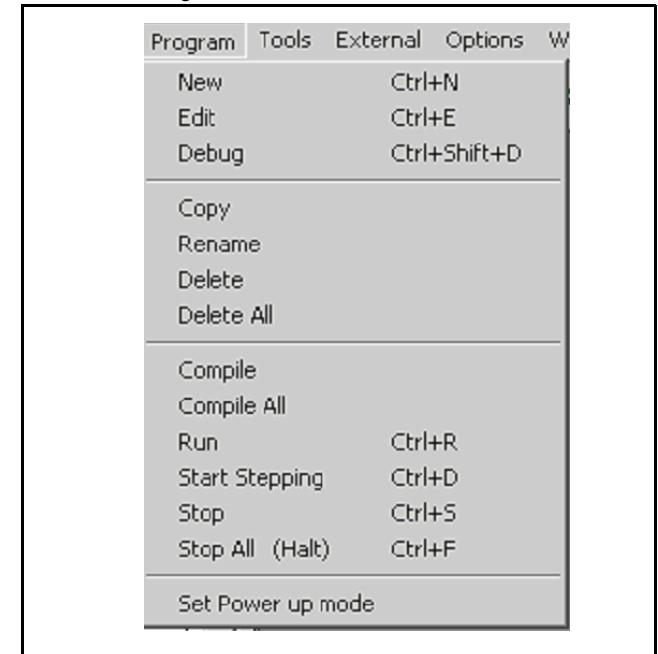 Program Tools External Options W
New Ctrl+N
Edit Ctrl+E
Debug Ctrl+Shift+D
Copy
Rename
Delete
Delete All
Compile
Compile All
Run Ctrl+R
Start Stepping Ctrl+D
Stop Ctrl+S
Stop All (Halt) Ctrl+F
Set Power up mode